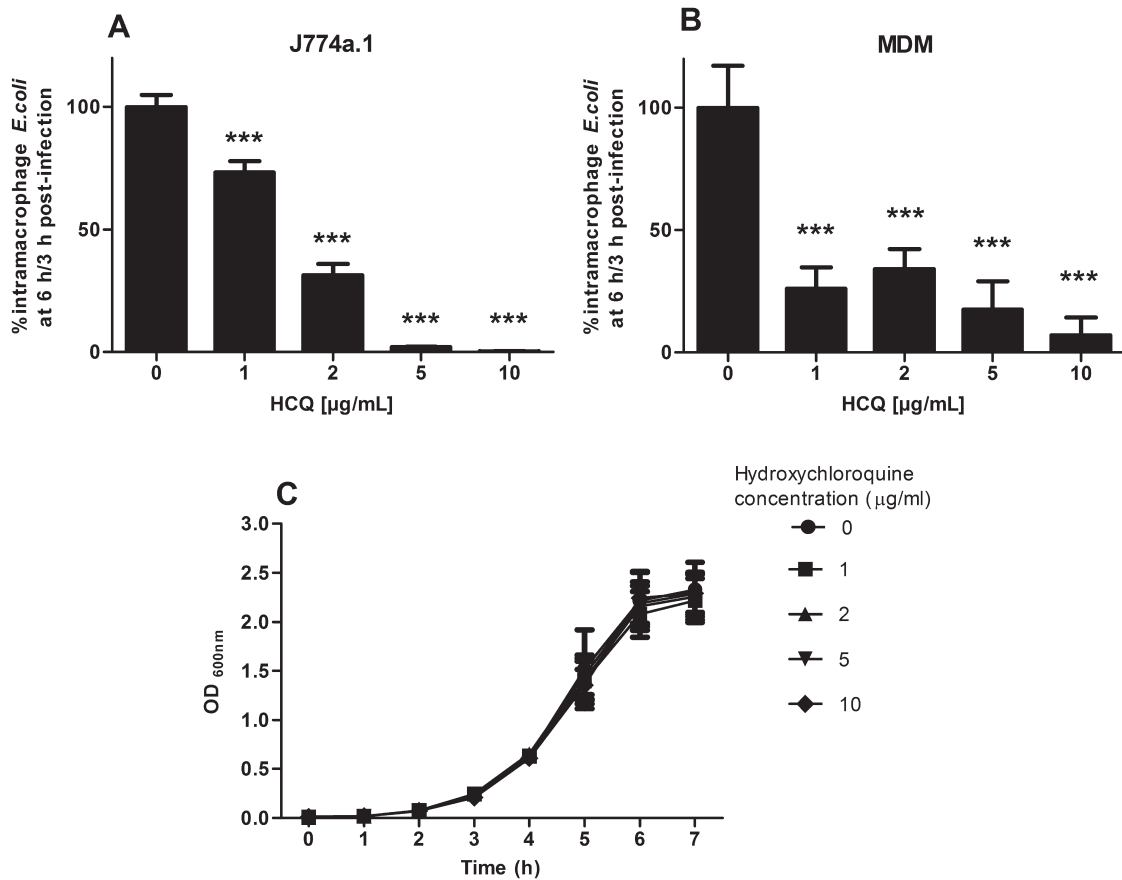 A
J774a.1
%intramacrophage E.coli
at 6 h/3 h post-infection
100
50
0
***
***
***
***
0 1 2 5 10
HCQ [µg/mL]
B
MDM
%intramacrophage E.coli
at 6 h/3 h post-infection
100
50
0
***
***
***
***
0 1 2 5 10
HCQ [µg/mL]
C
OD 600nm
3.0
2.5
2.0
1.5
1.0
0.5
0.0
0 1 2 3 4 5 6 7
Time (h)
Hydroxychloroquine
concentration (µg/ml)
0
1
2
5
10